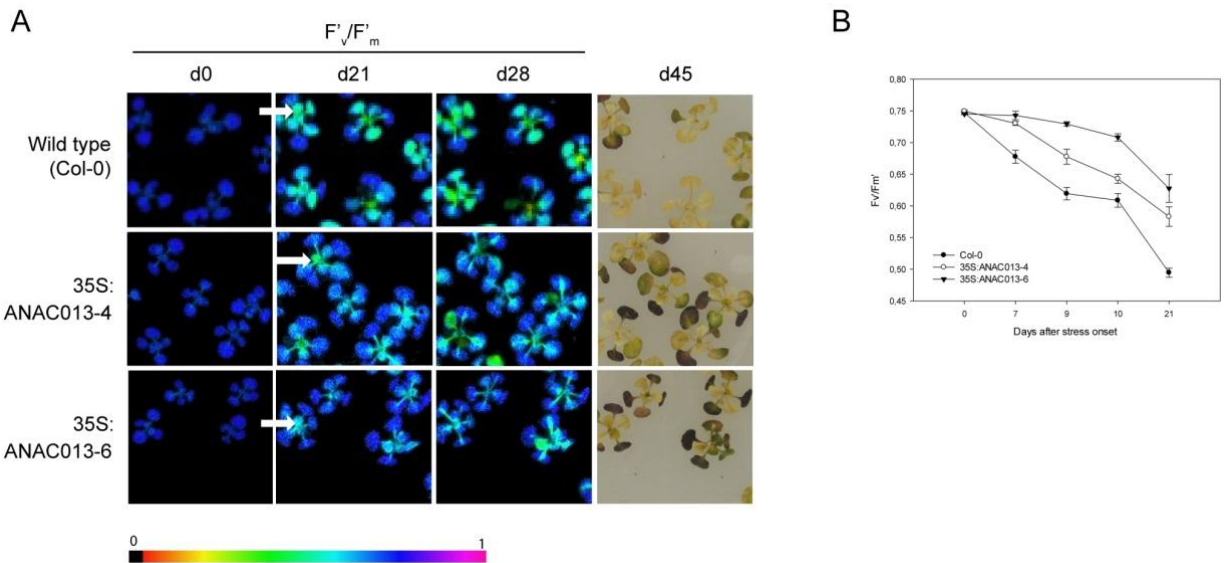 A
F'v/F'm
d0 d21 d28 d45
Wild type
(Col-0)
35S:
ANAC013-4
35S:
ANAC013-6
0 1
B
0,80
0,75
0,70
0,65
0,60
0,55
0,50
0,45
Fv/Fm'
Col-0
35S:ANAC013-4
35S:ANAC013-6
0 7 9 10 21
Days after stress onset